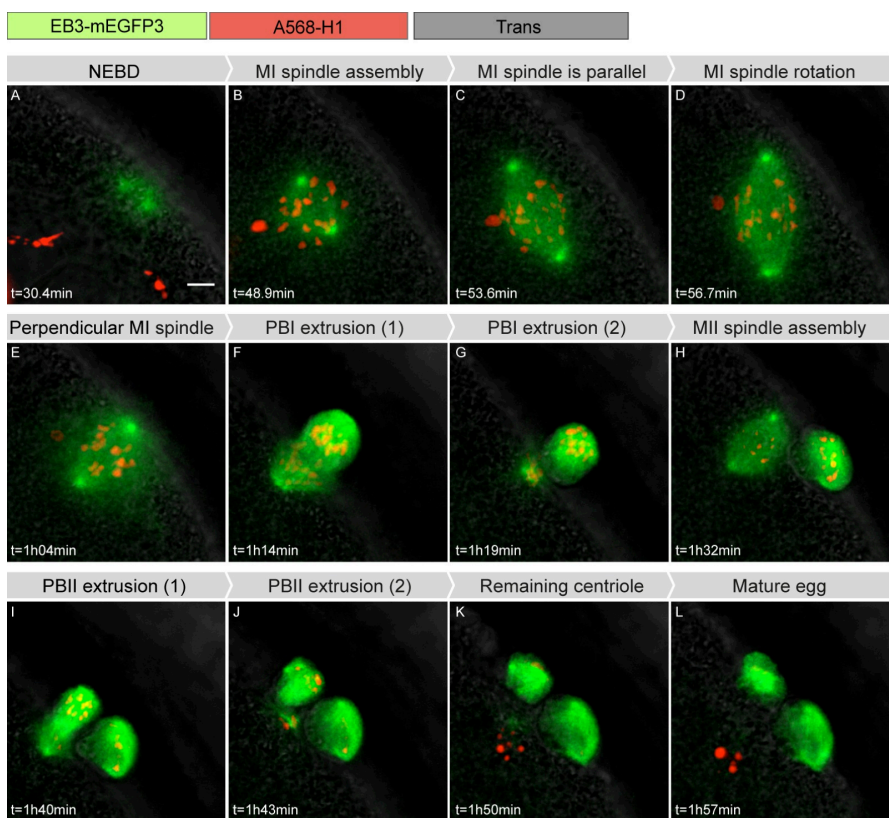 EB3-mEGFP3 A568-H1 Trans
NEBD MI spindle assembly MI spindle is parallel MI spindle rotation
A B C D
t=30.4min t=48.9min t=53.6min t=56.7min
Perpendicular MI spindle PBI extrusion (1) PBI extrusion (2) MII spindle assembly
E F G H
t=1h04min t=1h14min t=1h19min t=1h32min
PBII extrusion (1) PBII extrusion (2) Remaining centriole Mature egg
I J K L
t=1h40min t=1h43min t=1h50min t=1h57min